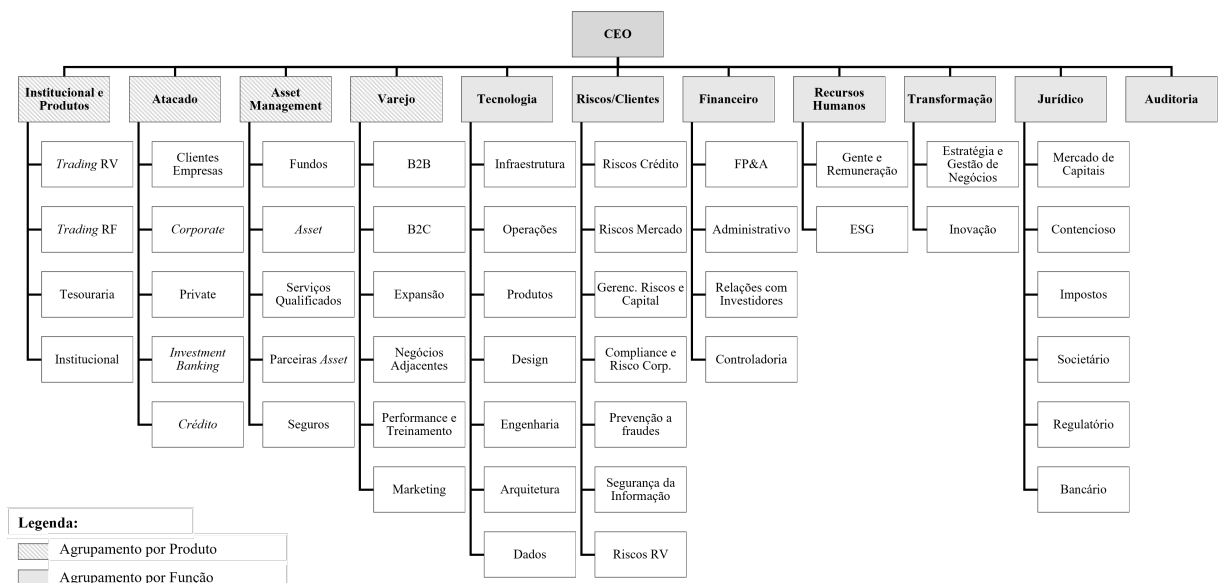 CEO
Institucional e
Produtos
Atacado
Asset
Management
Varejo
Tecnologia
Riscos/Clientes
Financeiro
Recursos
Humanos
Transformação
Jurídico
Auditoria
Trading RV
Clientes
Empresas
Fundos
B2B
Infraestrutura
Riscos Crédito
FP&A
Gente e
Remuneração
Estratégia e
Gestão de
Negócios
Mercado de
Capitais
Trading RF
Corporate
Asset
B2C
Operações
Riscos Mercado
Administrativo
ESG
Inovação
Contencioso
Tesouraria
Private
Serviços
Qualificados
Expansão
Produtos
Gerenc. Riscos e
Capital
Relações com
Investidores
Impostos
Institucional
Investment
Banking
Parceiras Asset
Negócios
Adjacentes
Design
Compliance e
Risco Corp.
Controladoria
Societário
Crédito
Seguros
Performance e
Treinamento
Engenharia
Prevenção a
fraudes
Regulatório
Marketing
Arquitetura
Segurança da
Informação
Bancário
Dados
Riscos RV
Legenda:
Agrupamento por Produto
Agrupamento por Função